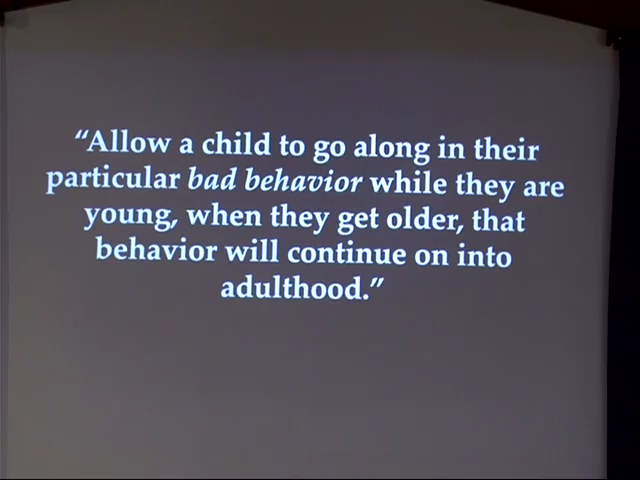 “Allow a child to go along in their
particular bad behavior while they are
young, when they get older, that
behavior will continue on into
adulthood.”